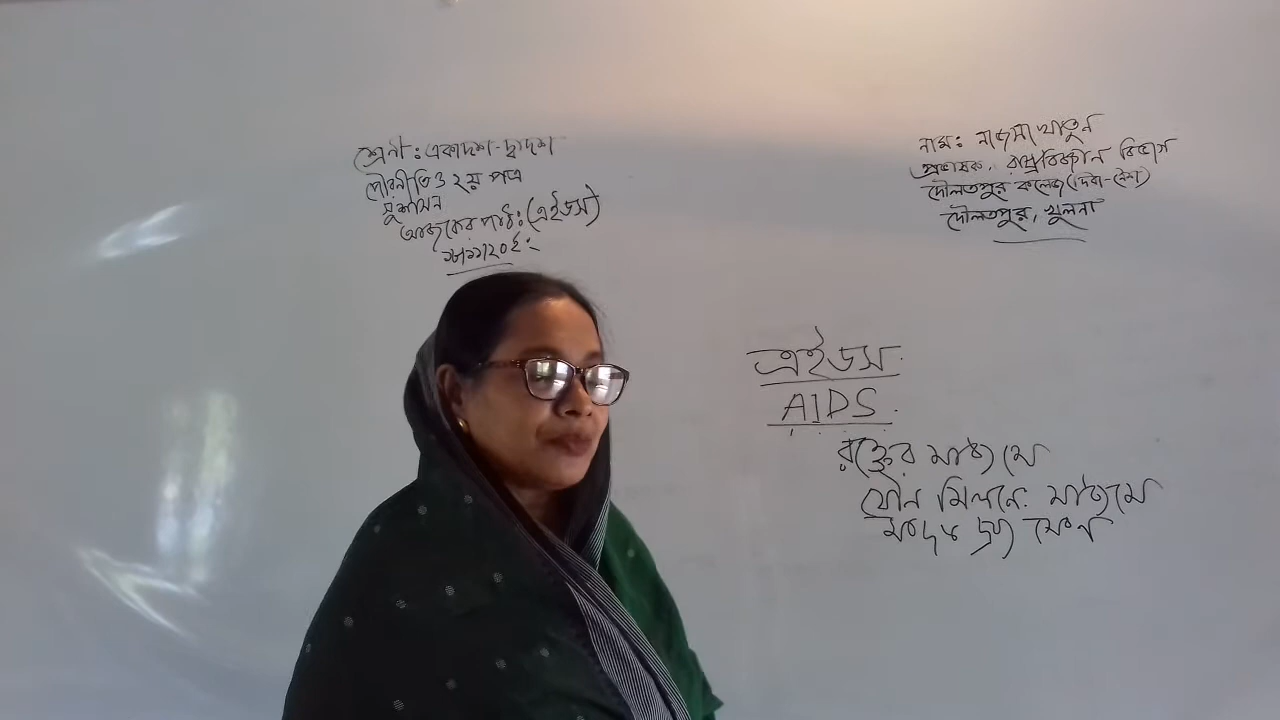 শ্রেনী : একাদশ-দ্বাদশ
পৌরনীতি ও ২য় পত্র
সুশাসন
আজকের পাঠ : (এইডস)
নাম : নাজমা খাতুন
প্রভাষক, রাষ্ট্রবিজ্ঞান বিভাগ
দৌলতপুর কলেজ (দিবা-নৈশ)
দৌলতপুর, খুলনা
এইডস
AIDS
রক্তের মাধ্যমে
যৌন মিলনের মাধ্যমে
মাদক দ্রব্য সেবন